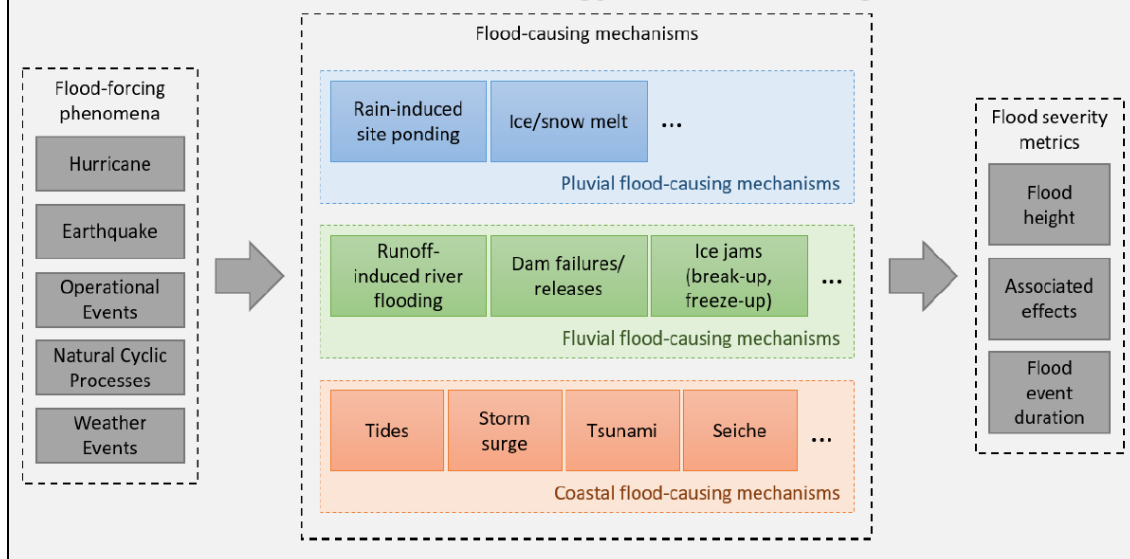 Flood-forcing
phenomena
Hurricane
Earthquake
Operational
Events
Natural Cyclic
Processes
Weather
Events
Flood-causing mechanisms
Rain-induced
site ponding
Ice/snow melt
...
Pluvial flood-causing mechanisms
Runoff-
induced river
flooding
Dam failures/
releases
Ice jams
(break-up,
freeze-up)
...
Fluvial flood-causing mechanisms
Tides
Storm
surge
Tsunami
Seiche
...
Coastal flood-causing mechanisms
Flood severity
metrics
Flood
height
Associated
effects
Flood
event
duration